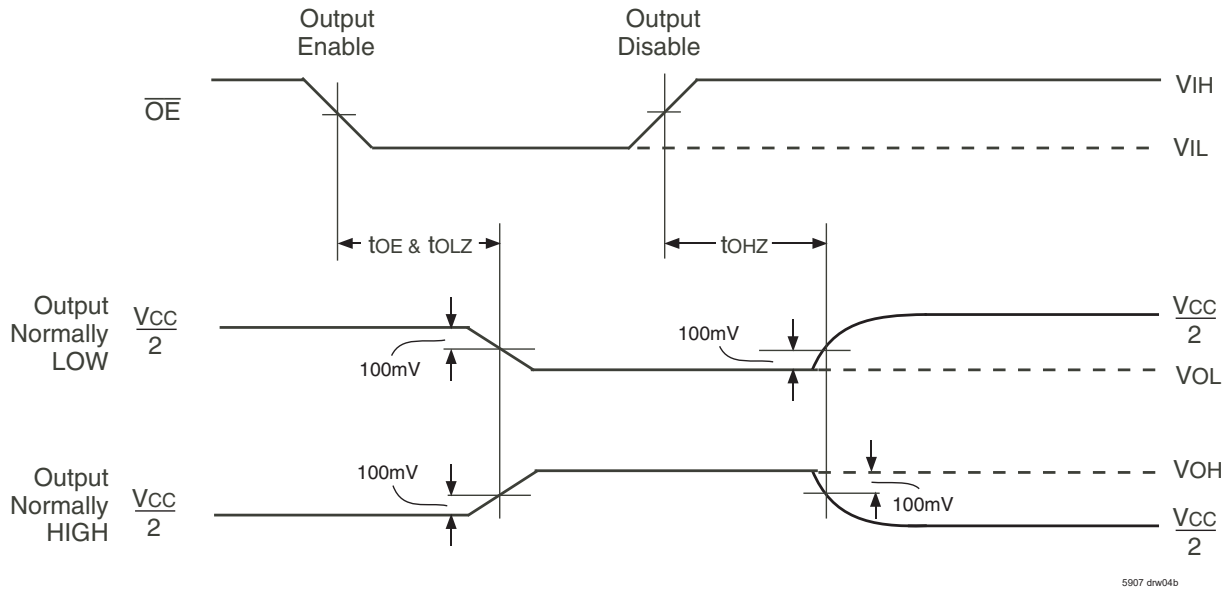 Output
Enable
Output
Disable
OE
VIH
VIL
tOE & tOLZ
tOHZ
Output
Normally
LOW
VCC
2
100mV
100mV
VCC
2
VOL
Output
Normally
HIGH
VCC
2
100mV
VOH
100mV
VCC
2
5907 drw04b